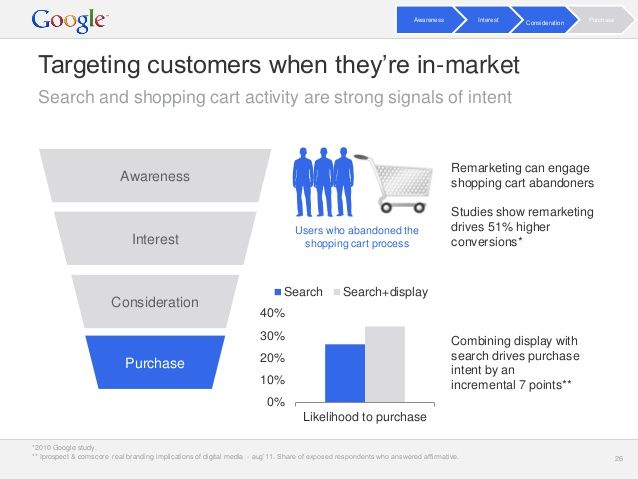 Google™
Awareness
Interest
Consideration
Purchase
Targeting customers when they're in-market
Search and shopping cart activity are strong signals of intent
Awareness
Interest
Consideration
Purchase
Users who abandoned the
shopping cart process
Remarketing can engage
shopping cart abandoners
Studies show remarketing
drives 51% higher
conversions*
Search
Search+display
40%
30%
20%
10%
0%
Likelihood to purchase
Combining display with
search drives purchase
intent by an
incremental 7 points**
*2010 Google study.
** Iprospect & comscore real branding implications of digital media - aug'11. Share of exposed respondents who answered affirmative.
26